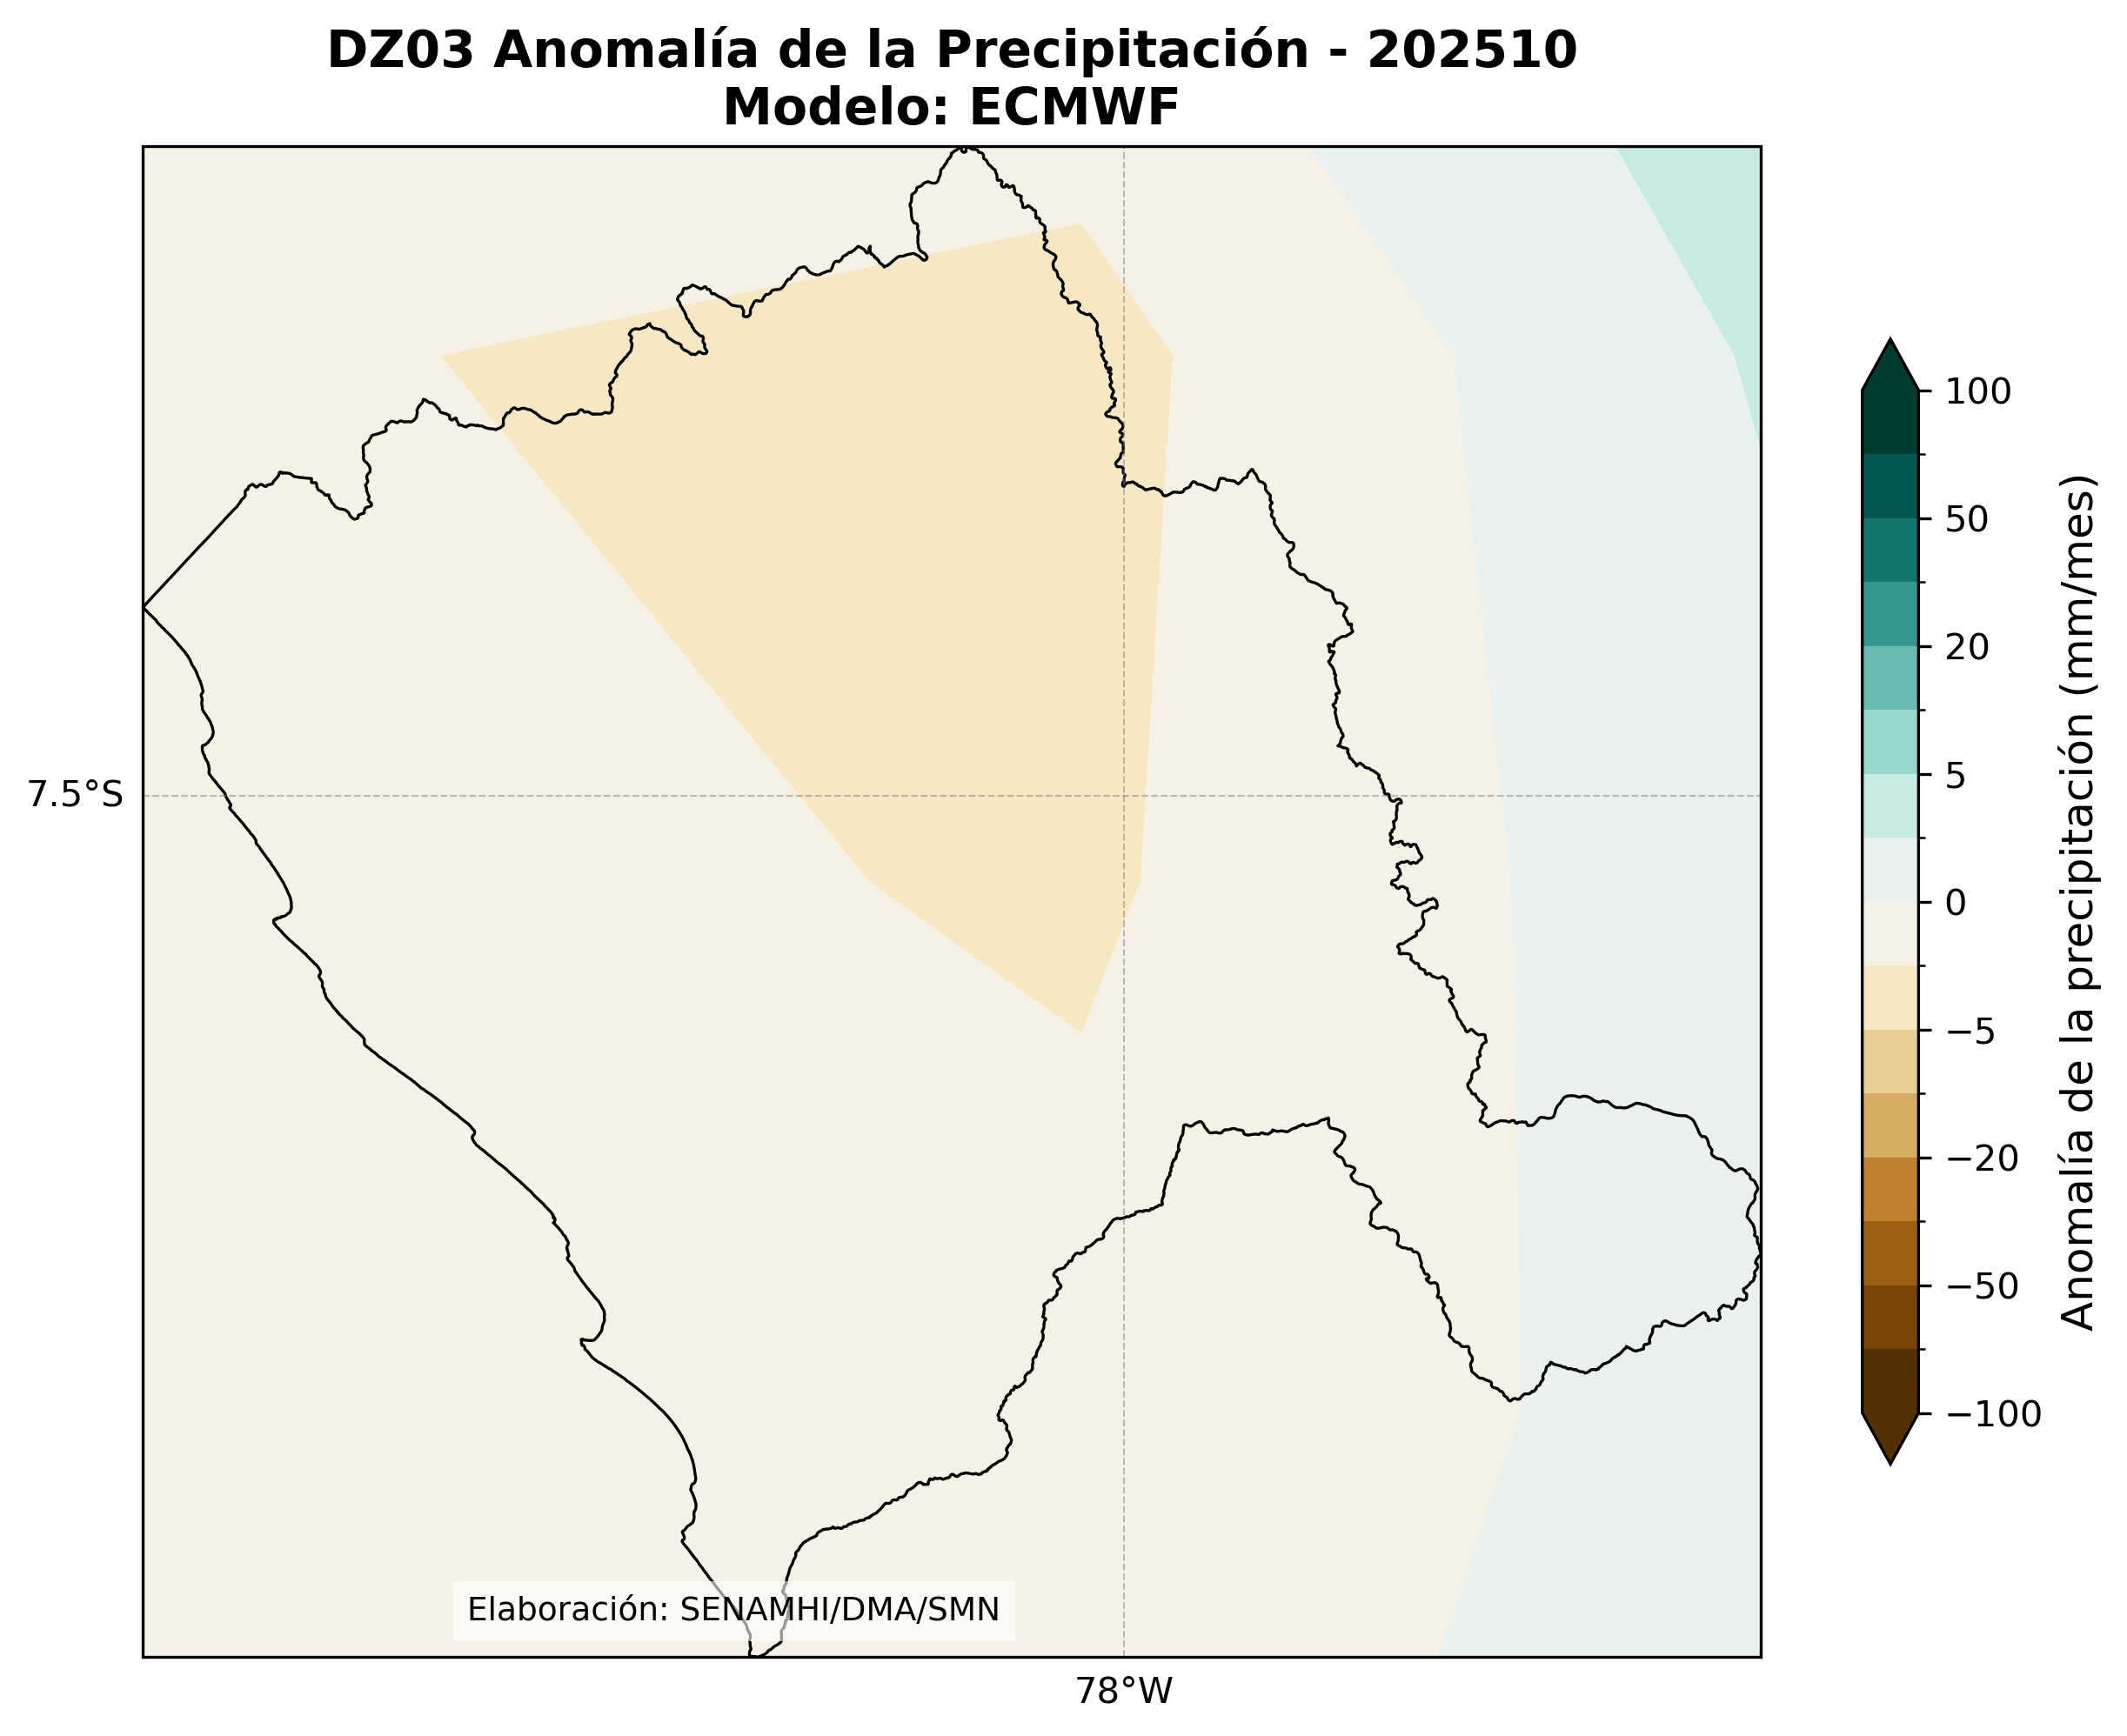 DZ03 Anomalía de la Precipitación - 202510
Modelo: ECMWF
7.5°S
78°W
100
50
20
5
0
−5
−20
−50
−100
Anomalía de la precipitación (mm/mes)
Elaboración: SENAMHI/DMA/SMN